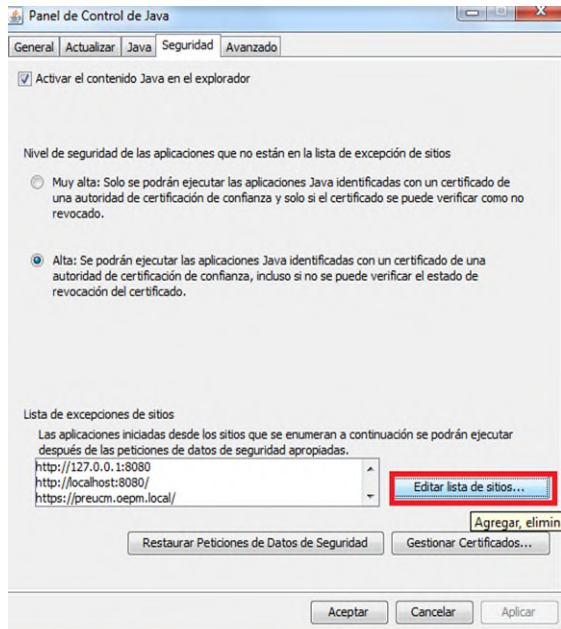 Panel de Control de Java
General Actualizar Java Seguridad Avanzado
Activar el contenido Java en el explorador
Nivel de seguridad de las aplicaciones que no están en la lista de excepción de sitios
Muy alta: Solo se podrán ejecutar las aplicaciones Java identificadas con un certificado de
una autoridad de certificación de confianza y solo si el certificado se puede verificar como no
revocado.
Alta: Se podrán ejecutar las aplicaciones Java identificadas con un certificado de una
autoridad de certificación de confianza, incluso si no se puede verificar el estado de
revocación del certificado.
Lista de excepciones de sitios
Las aplicaciones iniciadas desde los sitios que se enumeran a continuación se podrán ejecutar
después de las peticiones de datos de seguridad apropiadas.
http://127.0.0.1:8080
http://localhost:8080/
https://preucm.oepm.local/
Editar lista de sitios...
Agregar, elimin
Restaurar Peticiones de Datos de Seguridad Gestionar Certificados...
Aceptar Cancelar Aplicar